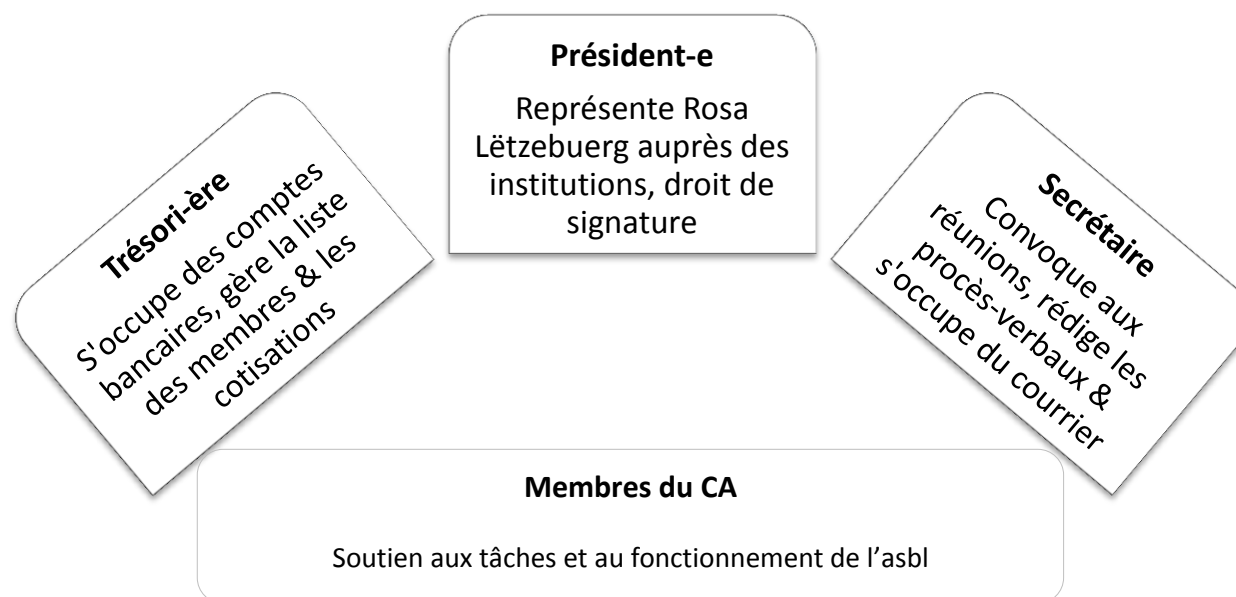 Président-e
Représente Rosa
Lëtzebuerg auprès des
institutions, droit de
signature
Trésori-ère
S'occupe des comptes
bancaires, gère la liste
des membres & les
cotisations
Secrétaire
Convoque aux
réunions, rédige les
procès-verbaux &
s'occupe du courrier
Membres du CA
Soutien aux tâches et au fonctionnement de l’asbl